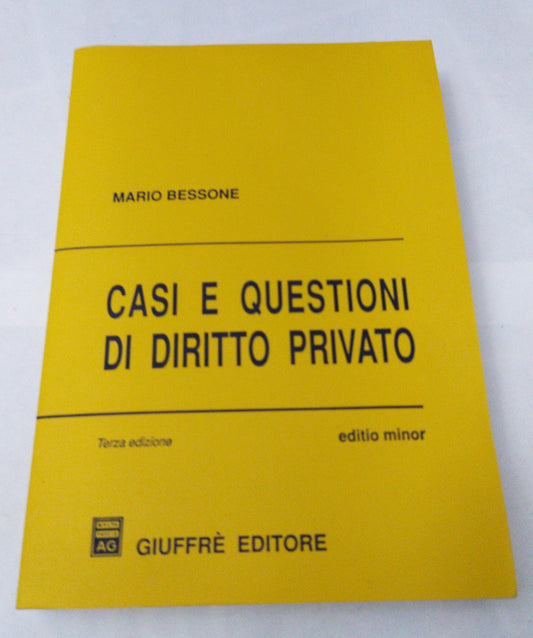 MARIO BESSONE
CASI E QUESTIONI
DI DIRITTO PRIVATO
Terza edizione
editio minor
AG
GIUFFRÈ EDITORE